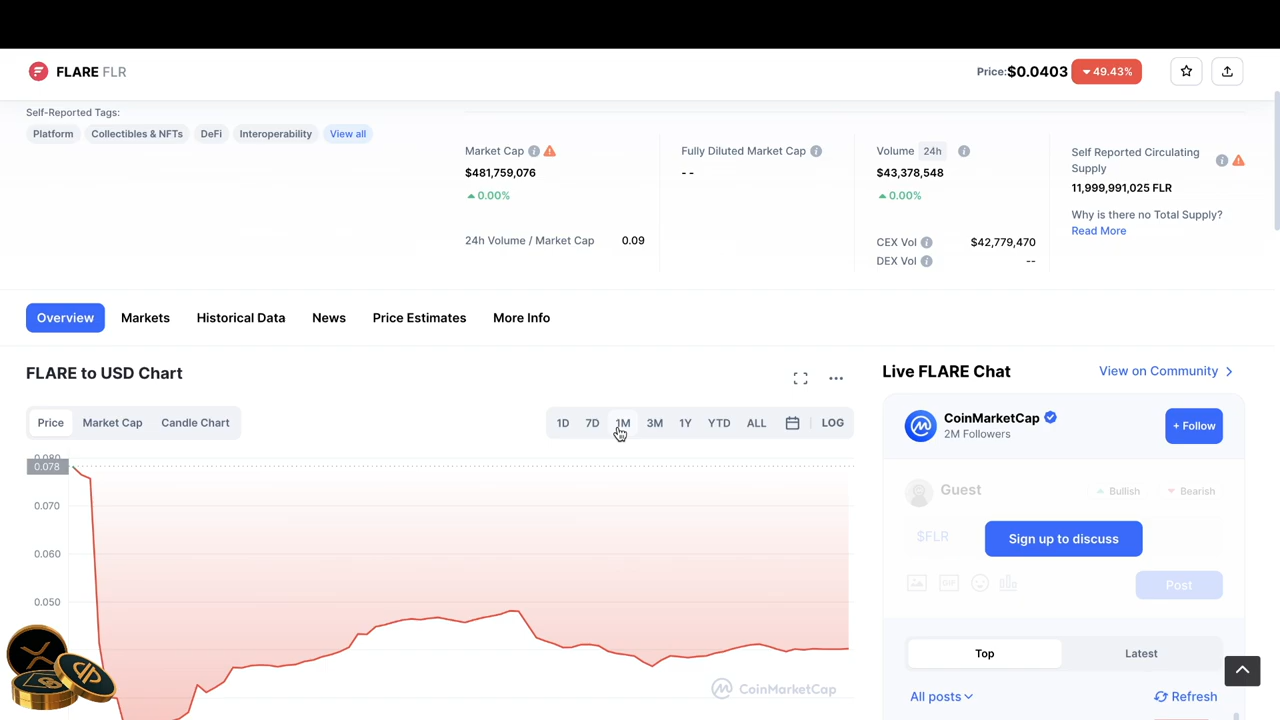 FLARE FLR
Price:$0.0403 49.43%
Self-Reported Tags:
Platform Collectibles & NFTs DeFi Interoperability View all
Market Cap
$481,759,076
0.00%
24h Volume / Market Cap 0.09
Fully Diluted Market Cap
- -
Volume 24h
$43,378,548
0.00%
CEX Vol $42,779,470
DEX Vol --
Self Reported Circulating
Supply
11,999,991,025 FLR
Why is there no Total Supply?
Read More
Overview Markets Historical Data News Price Estimates More Info
FLARE to USD Chart
Price Market Cap Candle Chart
1D 7D 1M 3M 1Y YTD ALL LOG
0.080
0.078
0.070
0.060
0.050
CoinMarketCap
Live FLARE Chat View on Community
CoinMarketCap
2M Followers
+ Follow
Guest Bullish Bearish
$FLR
Sign up to discuss
GIF
Post
Top Latest
All posts Refresh